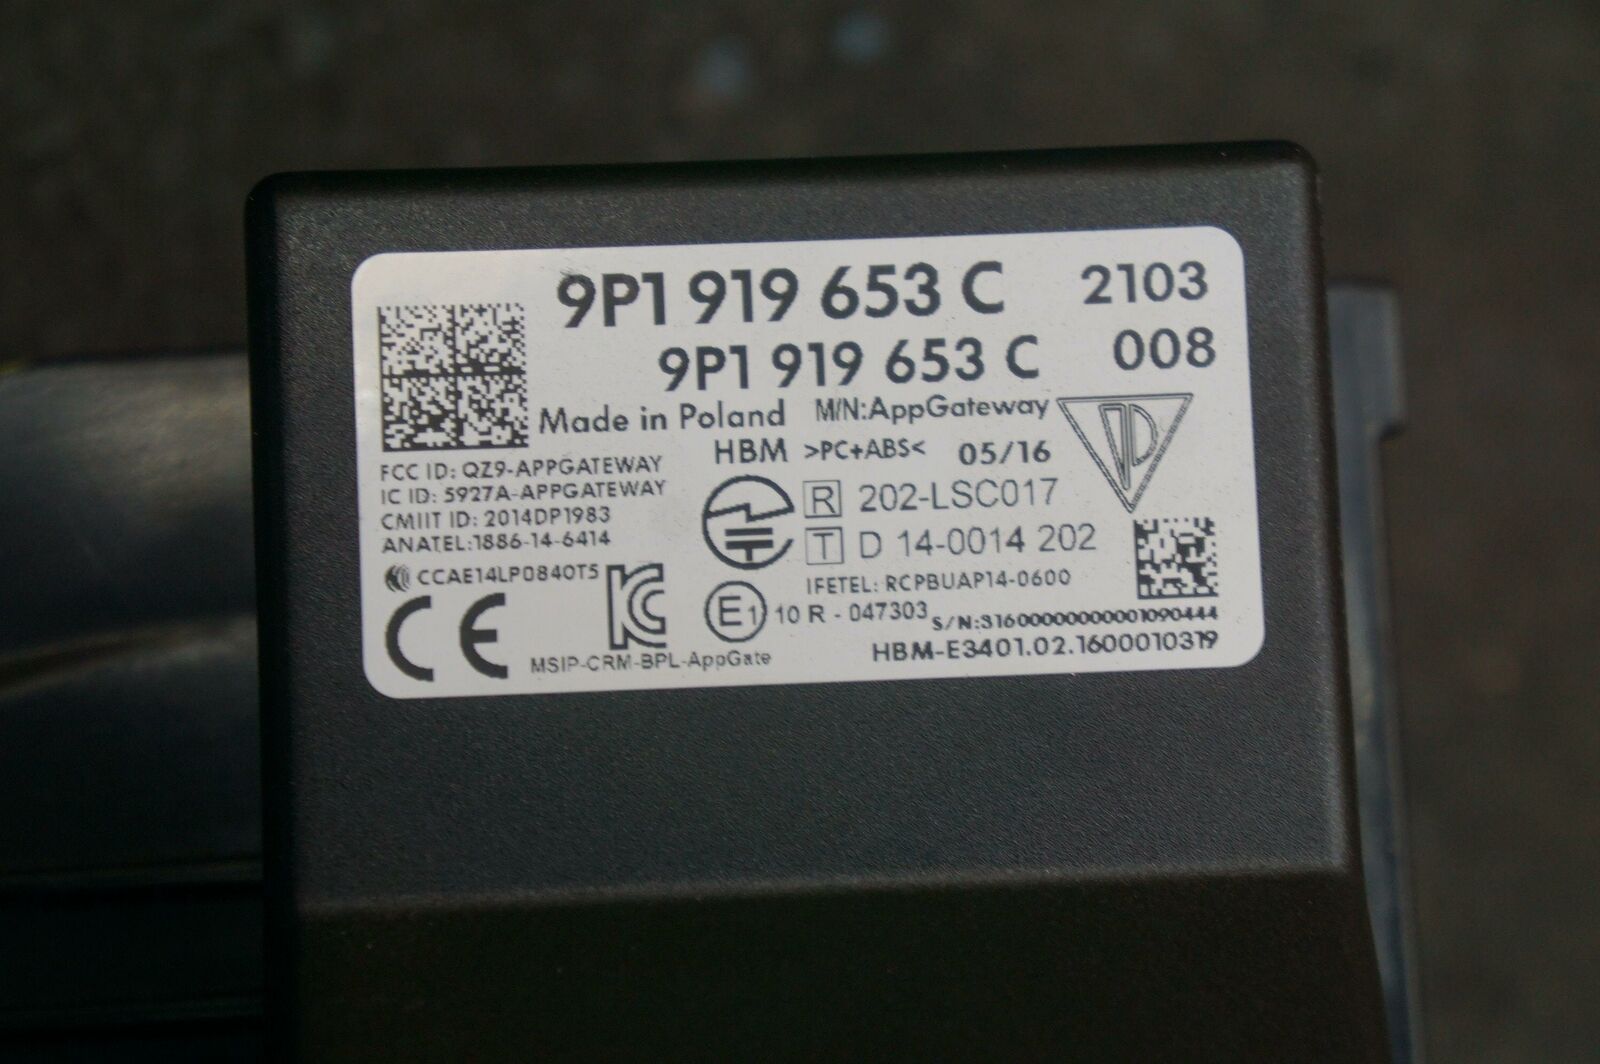 9P1 919 653 C 2103
9P1 919 653 C 008
Made in Poland M/N:AppGateway
HBM >PC+ABS< 05/16
FCC ID: QZ9-APPGATEWAY
IC ID: 5927A-APPGATEWAY
CMIIT ID: 2014DP1983
ANATEL:1886-14-6414
R 202-LSC017
T D 14-0014 202
CCAE14LP0840T5
IFETEL: RCPBUAP14-0600
CE
E1 10 R - 047303
S/N:3160000000000001090444
MSIP-CRM-BPL-AppGate
HBM-E3401.02.1600010319